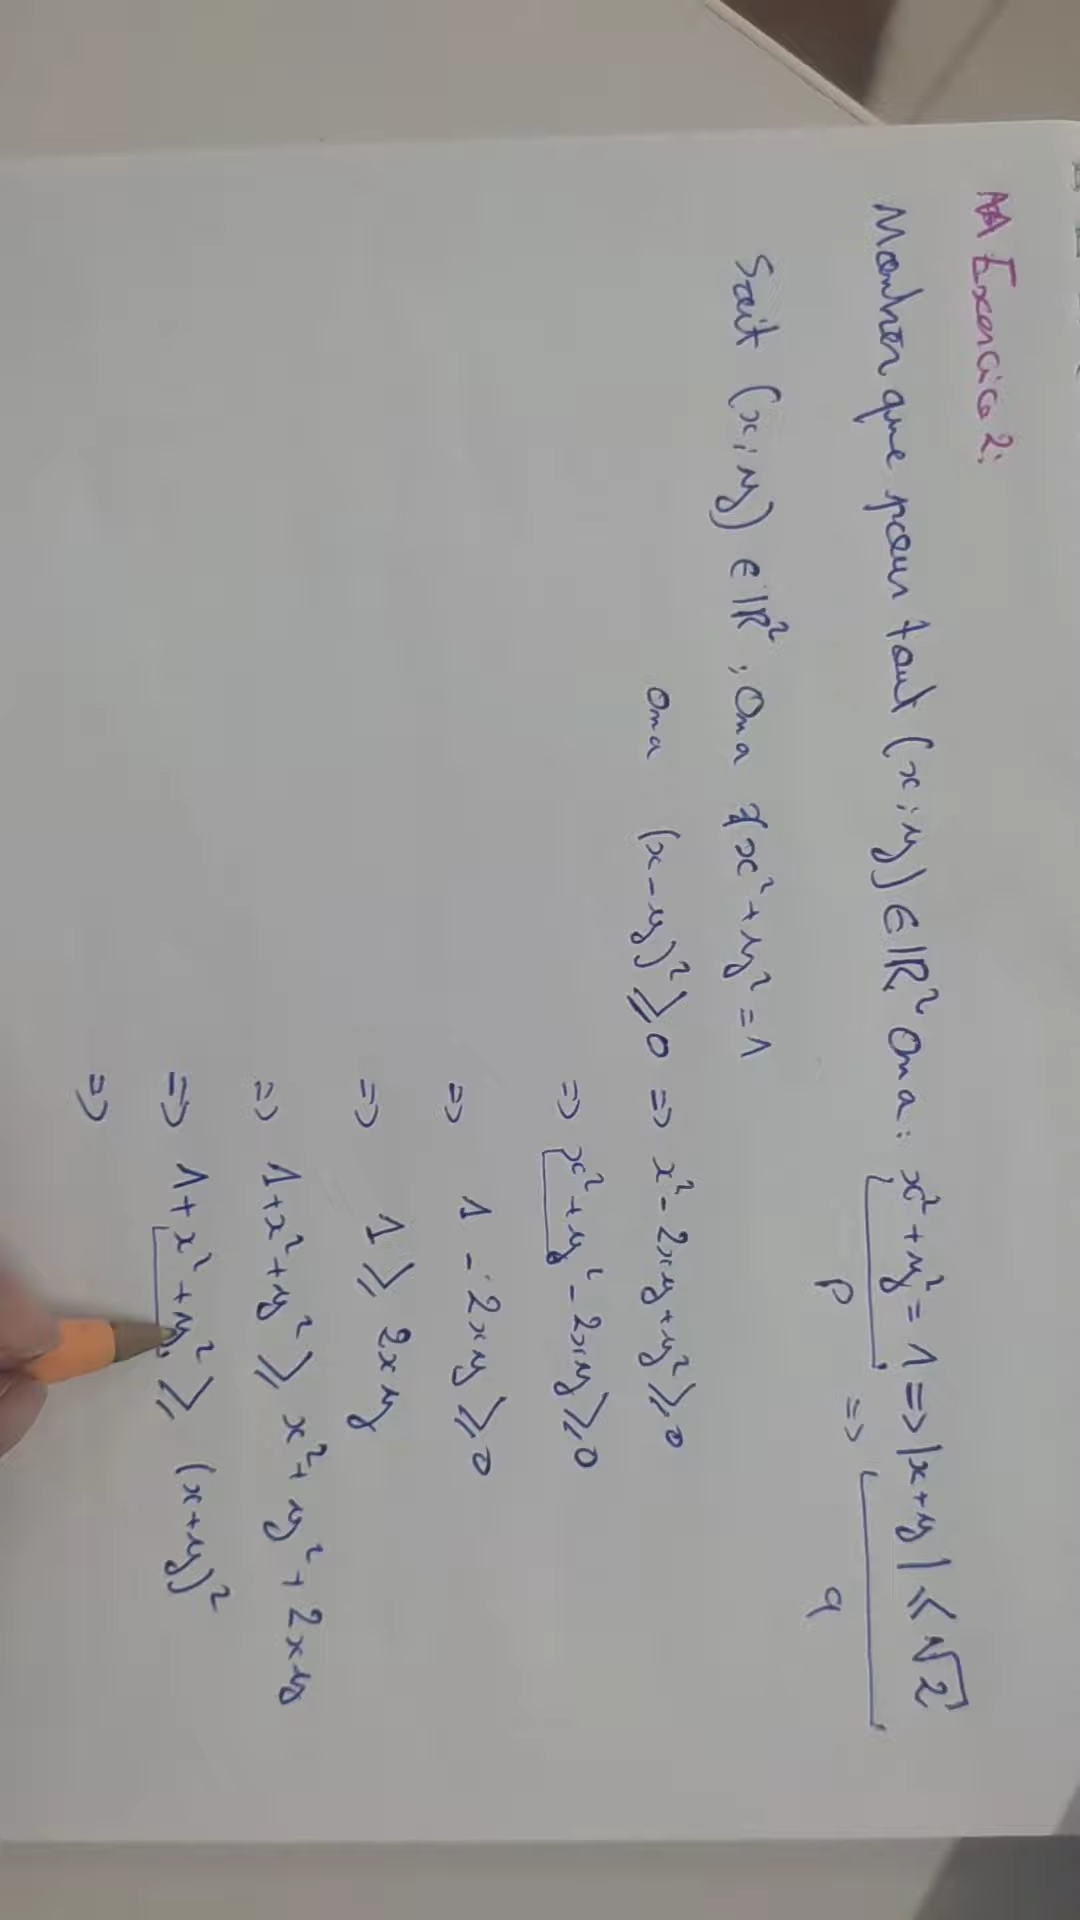 Exercice 2:
Montrer que pour tout (x;y) ∈ IR² On a: x² + y² = 1 => |x+y| ≤ √2
p => q
Soit (x;y) ∈ IR² ; On a x² + y² = 1
On a (x-y)² ≥ 0 => x² - 2xy + y² ≥ 0
=> x² + y² - 2xy ≥ 0
=> 1 - 2xy ≥ 0
=> 1 ≥ 2xy
=> 1 + x² + y² ≥ x² + y² + 2xy
=> 1 + x² + y² ≥ (x+y)²
=>